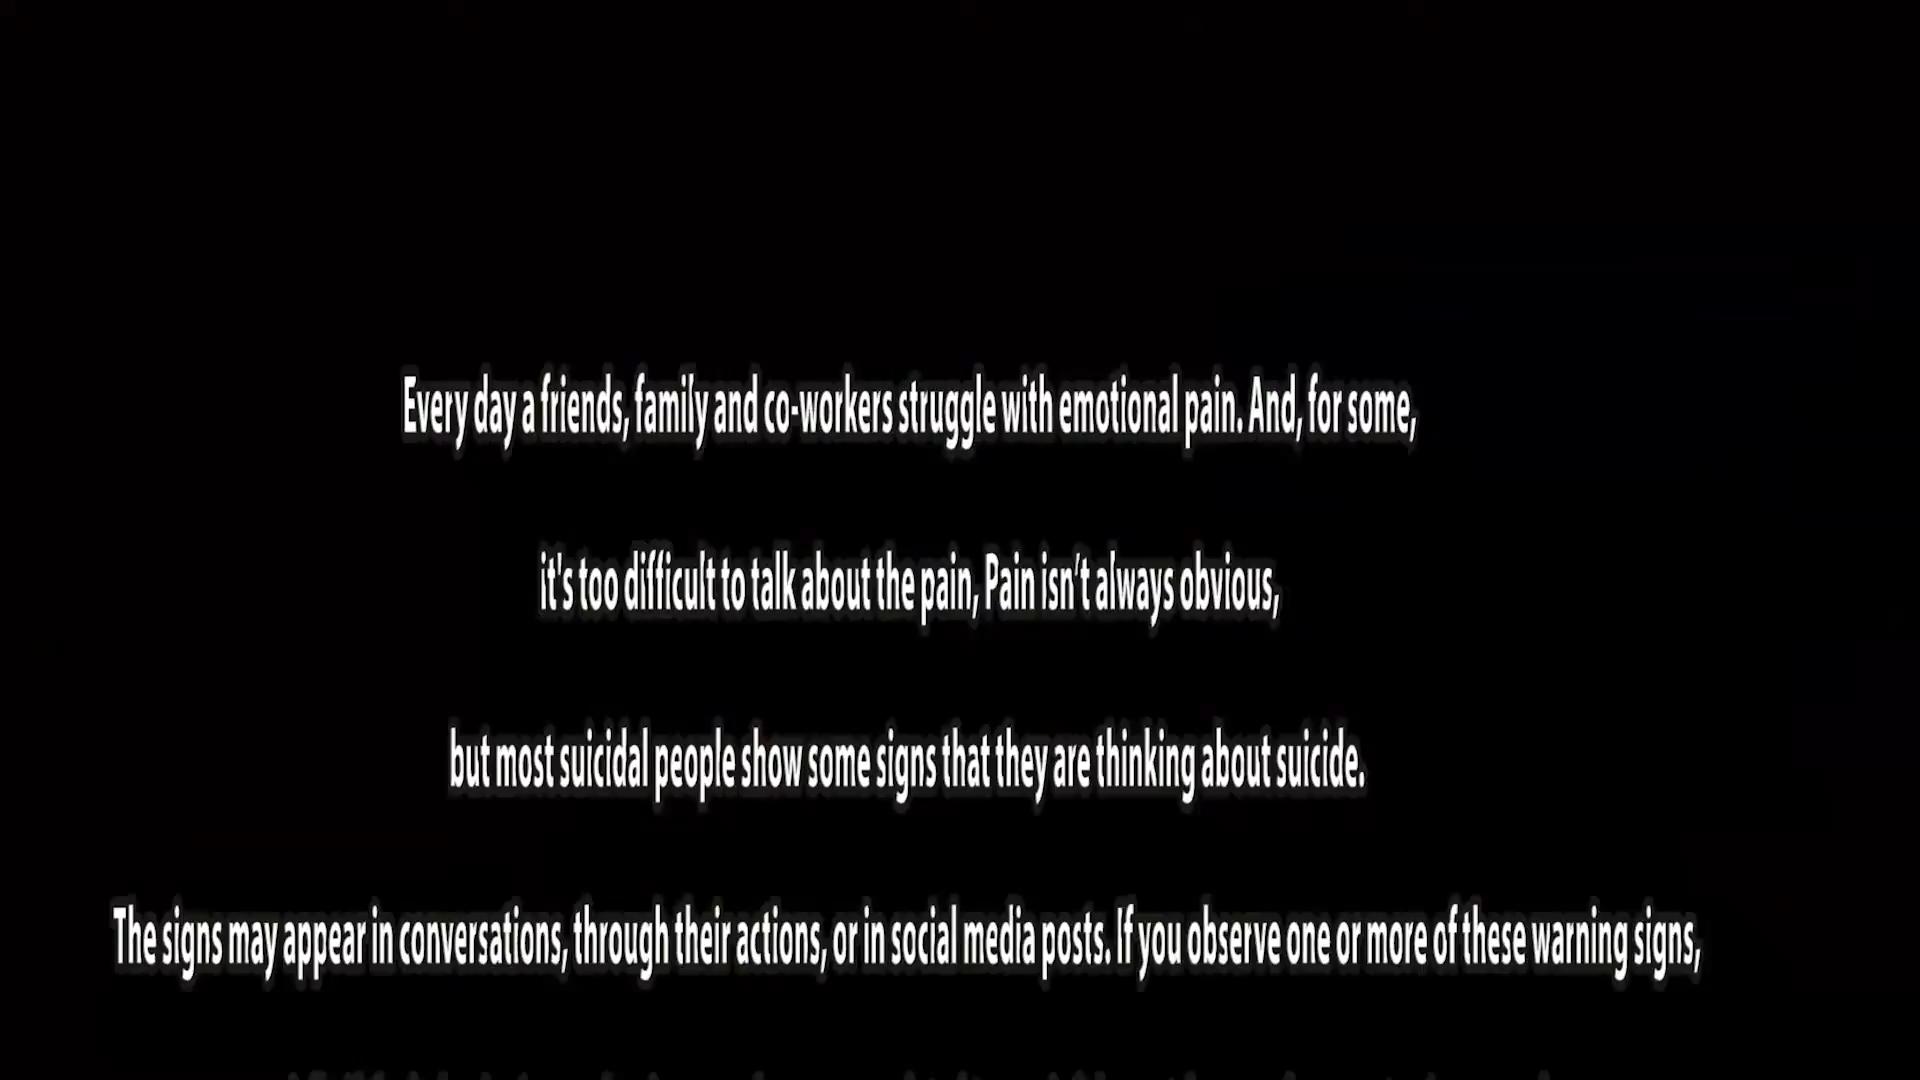 Every day a friends, family and co-workers struggle with emotional pain. And, for some,
it's too difficult to talk about the pain, Pain isn’t always obvious,
but most suicidal people show some signs that they are thinking about suicide.
The signs may appear in conversations, through their actions, or in social media posts. If you observe one or more of these warning signs,